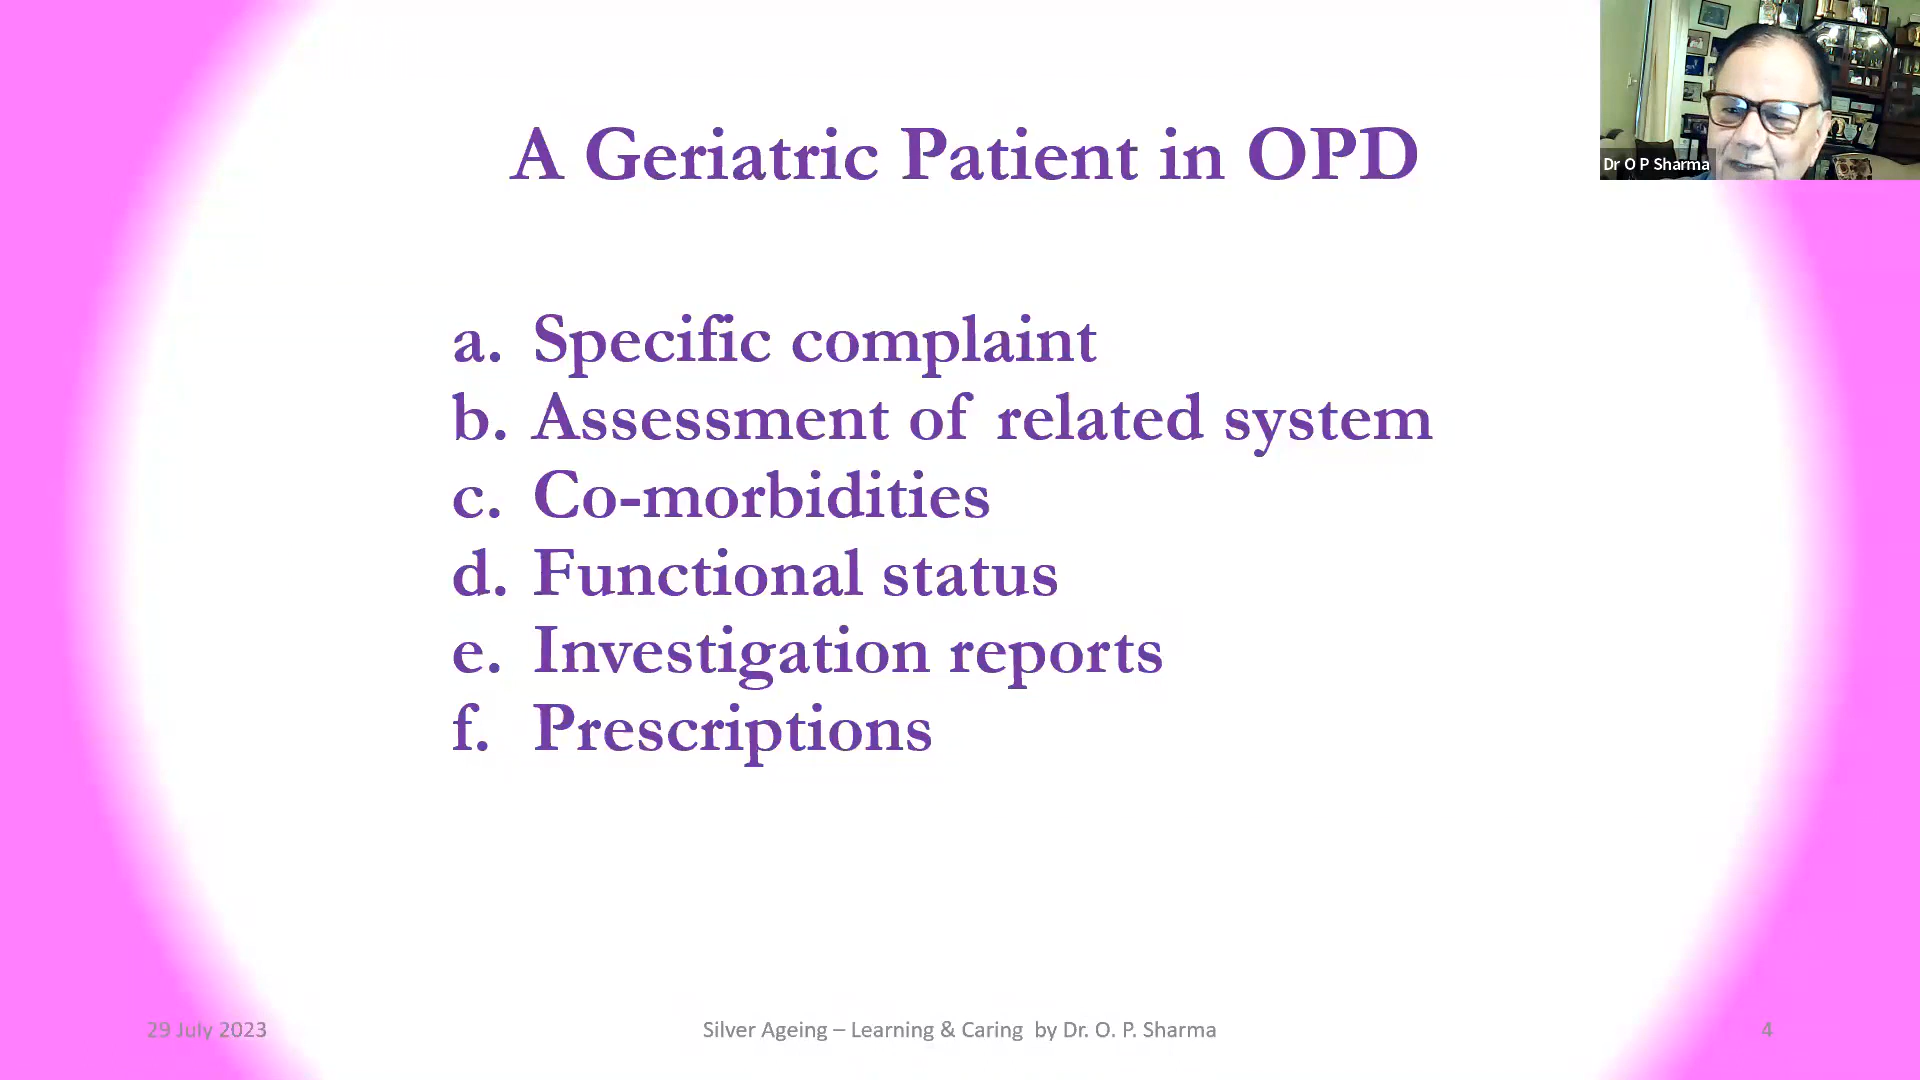 A Geriatric Patient in OPD
Dr O P Sharma
a. Specific complaint
b. Assessment of related system
c. Co-morbidities
d. Functional status
e. Investigation reports
f. Prescriptions
29 July 2023
Silver Ageing – Learning & Caring by Dr. O. P. Sharma
4